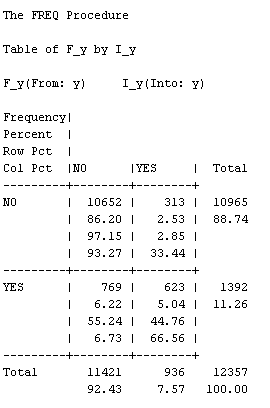 The FREQ Procedure
Table of F_y by I_y
F_y(From: y)     I_y(Into: y)
Frequency|
Percent  |
Row Pct  |
Col Pct  |NO      |YES     |  Total
---------+--------+--------+
NO       |  10652 |    313 |  10965
         |  86.20 |   2.53 |  88.74
         |  97.15 |   2.85 |
         |  93.27 |  33.44 |
---------+--------+--------+
YES      |    769 |    623 |   1392
         |   6.22 |   5.04 |  11.26
         |  55.24 |  44.76 |
         |   6.73 |  66.56 |
---------+--------+--------+
Total       11421      936    12357
            92.43     7.57   100.00